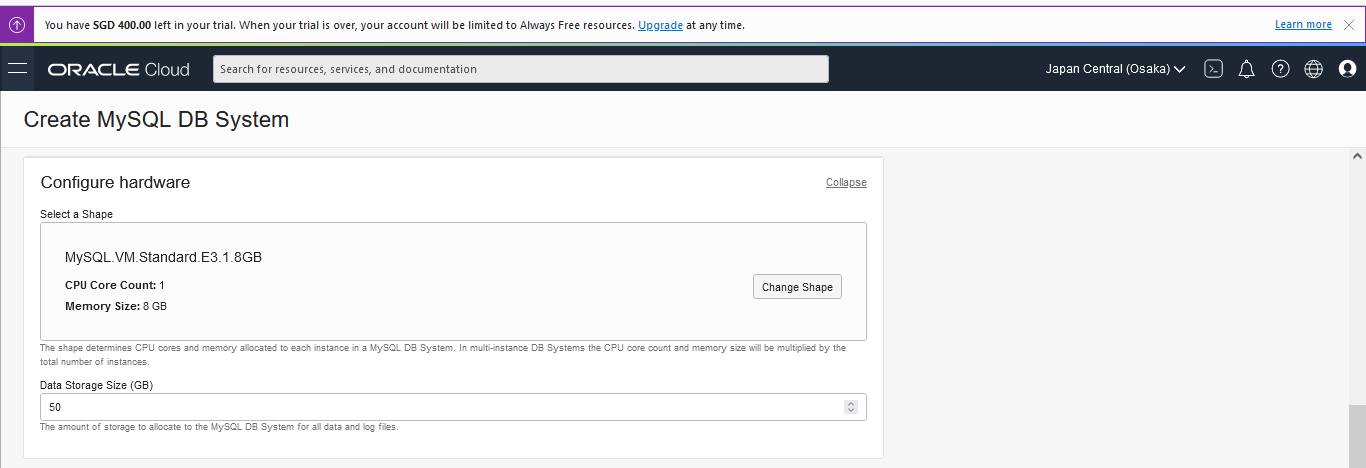 You have SGD 400.00 left in your trial. When your trial is over, your account will be limited to Always Free resources. Upgrade at any time.
Learn more
ORACLE Cloud
Search for resources, services, and documentation
Japan Central (Osaka)
Create MySQL DB System
Configure hardware
Collapse
Select a Shape
MySQL.VM.Standard.E3.1.8GB
CPU Core Count: 1
Memory Size: 8 GB
Change Shape
The shape determines CPU cores and memory allocated to each instance in a MySQL DB System. In multi-instance DB Systems the CPU core count and memory size will be multiplied by the
total number of instances.
Data Storage Size (GB)
50
The amount of storage to allocate to the MySQL DB System for all data and log files.